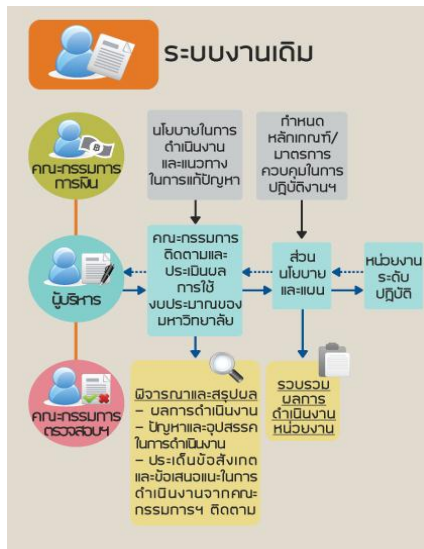 ระบบงานเดิม
คณะกรรมการ
การเงิน
นโยบายในการ
ดำเนินงาน
และแนวทาง
ในการแก้ปัญหา
กำหนด
หลักเกณฑ์/
มาตรการ
ควบคุมในการ
ปฏิบัติงานฯ
ผู้บริหาร
คณะกรรมการ
ติดตามและ
ประเมินผล
การใช้
งบประมาณของ
มหาวิทยาลัย
ส่วน
นโยบาย
และแผน
หน่วยงาน
ระดับ
ปฏิบัติ
คณะกรรมการ
ตรวจสอบฯ
พิจารณาและสรุปผล
– ผลการดำเนินงาน
– ปัญหาและอุปสรรค
ในการดำเนินงาน
– ประเด็นข้อสังเกต
และข้อเสนอแนะในการ
ดำเนินงานจากคณะ
กรรมการฯ ติดตาม
รวบรวม
ผลการ
ดำเนินงาน
หน่วยงาน